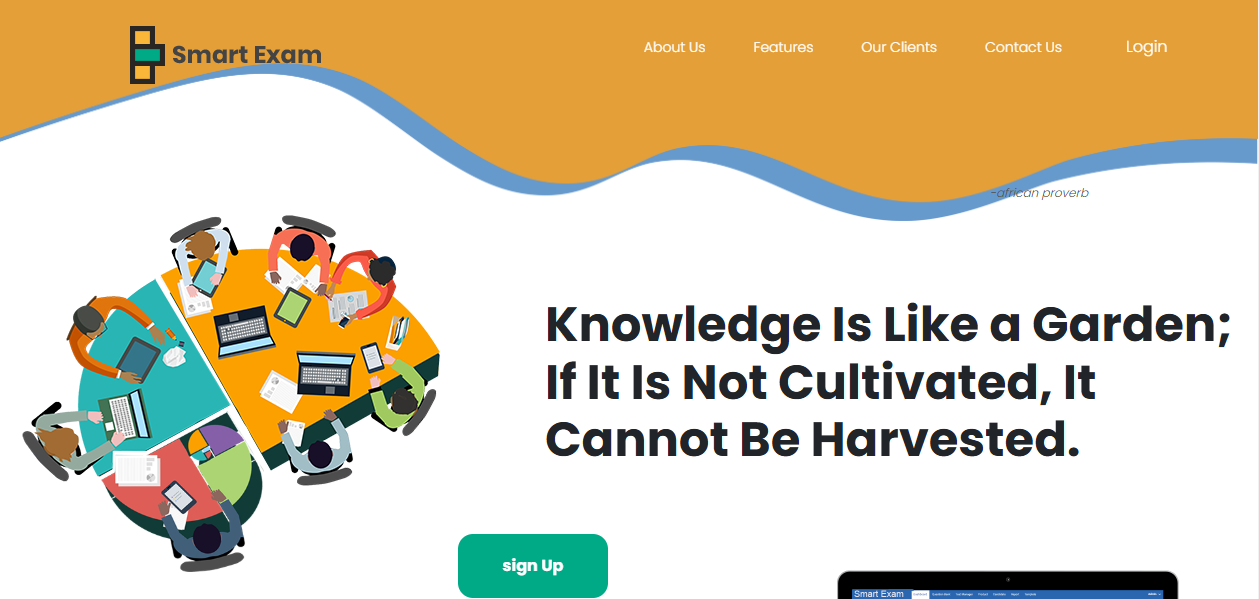 Smart Exam
About Us Features Our Clients Contact Us Login
-african proverb
Knowledge Is Like a Garden;
If It Is Not Cultivated, It
Cannot Be Harvested.
sign Up
Smart Exam